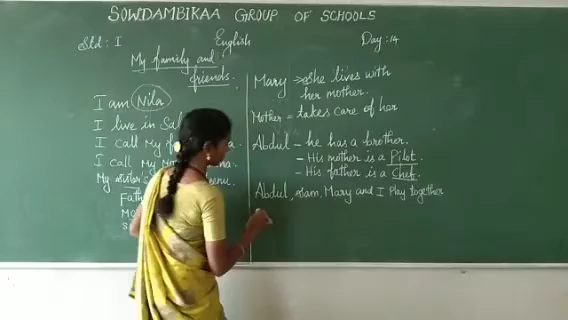 SOWDAMBIKAA GROUP OF SCHOOLS
Std : I English Day : 14
My family and
friends.
I am Nila
I live in
I call my
I call my
My sister's
Mary → She lives with
her mother.
Mother = takes care of her
Abdul – he has a brother.
– His mother is a Pilot.
– His father is a Chef.
Abdul, Sam, Mary and I Play together